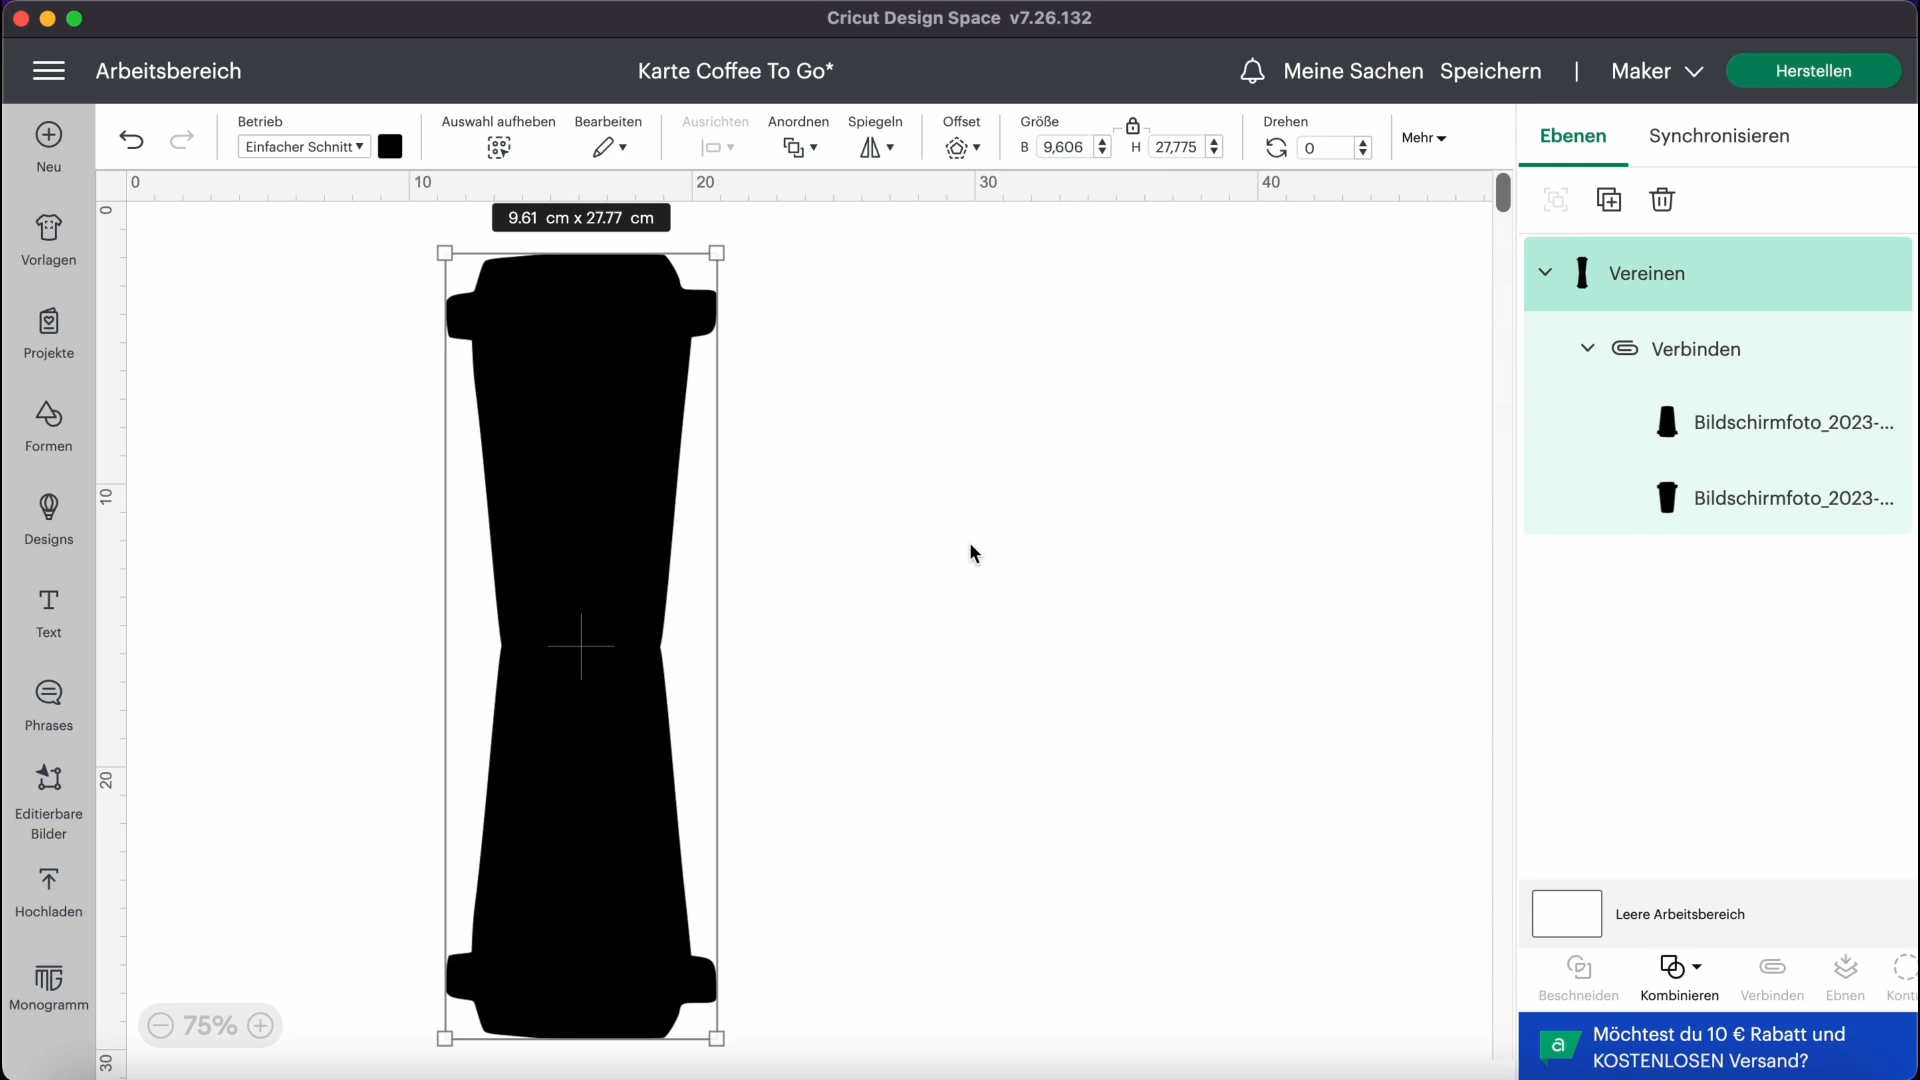 Cricut Design Space v7.26.132
Arbeitsbereich
Karte Coffee To Go*
Meine Sachen
Speichern
|
Maker
Herstellen
Neu
Vorlagen
Projekte
Formen
Designs
Text
Phrases
Editierbare
Bilder
Hochladen
Monogramm
Betrieb
Einfacher Schnitt
Auswahl aufheben
Bearbeiten
Ausrichten
Anordnen
Spiegeln
Offset
Größe
B 9,606
H 27,775
Drehen
0
Mehr
0 10 20 30 40
0
10
20
30
9.61 cm x 27.77 cm
75%
Ebenen
Synchronisieren
Vereinen
Verbinden
Bildschirmfoto_2023-...
Bildschirmfoto_2023-...
Leere Arbeitsbereich
Beschneiden
Kombinieren
Verbinden
Ebnen
Kont
a
Möchtest du 10 € Rabatt und
KOSTENLOSEN Versand?